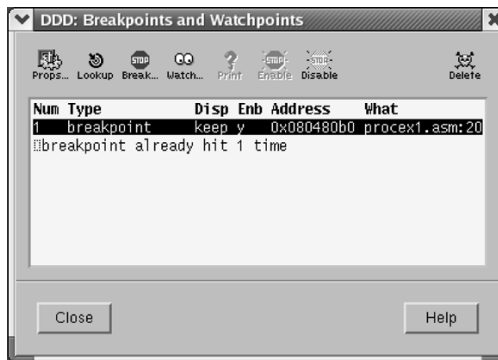 DDD: Breakpoints and Watchpoints
Props... Lookup Break... Watch... Print Enable Disable Delete
Num Type Disp Enb Address What
1 breakpoint keep y 0x080480b0 procex1.asm:20
breakpoint already hit 1 time
Close Help